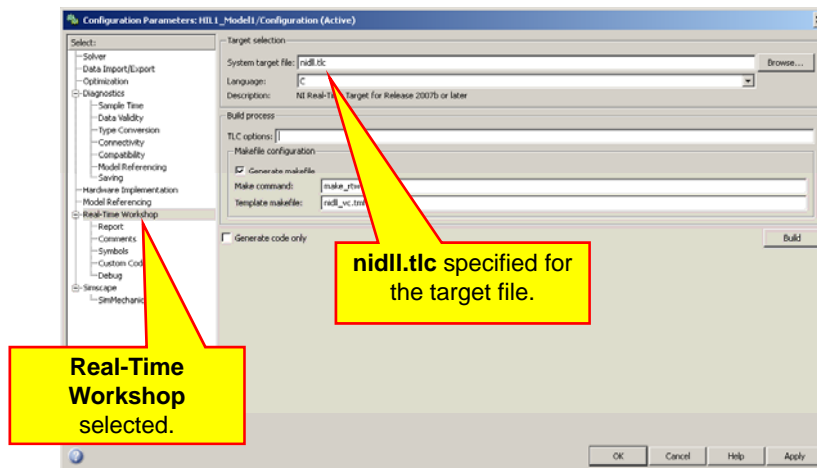 Configuration Parameters: HIL1_Model1/Configuration (Active)
Select:
Solver
Data Import/Export
Optimization
Diagnostics
Sample Time
Data Validity
Type Conversion
Connectivity
Compatibility
Model Referencing
Saving
Hardware Implementation
Model Referencing
Real-Time Workshop
Report
Comments
Symbols
Custom Cod
Debug
Simscape
SimMechanic
Target selection
System target file: nidll.tlc
Browse...
Language: C
Description: NI Real-Time Target for Release 2007b or later
Build process
TLC options:
Makefile configuration
Generate makefile
Make command: make_rtw
Template makefile: nidll_vc.tmf
Generate code only
Build
nidll.tlc specified for
the target file.
Real-Time
Workshop
selected.
OK Cancel Help Apply